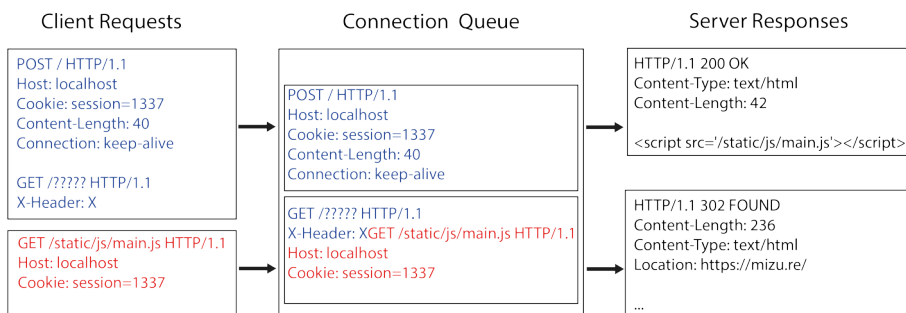 Client Requests
POST / HTTP/1.1
Host: localhost
Cookie: session=1337
Content-Length: 40
Connection: keep-alive
GET /????? HTTP/1.1
X-Header: X
GET /static/js/main.js HTTP/1.1
Host: localhost
Cookie: session=1337
Connection Queue
POST / HTTP/1.1
Host: localhost
Cookie: session=1337
Content-Length: 40
Connection: keep-alive
GET /????? HTTP/1.1
X-Header: XGET /static/js/main.js HTTP/1.1
Host: localhost
Cookie: session=1337
Server Responses
HTTP/1.1 200 OK
Content-Type: text/html
Content-Length: 42
<script src='/static/js/main.js'></script>
HTTP/1.1 302 FOUND
Content-Length: 236
Content-Type: text/html
Location: https://mizu.re/
...